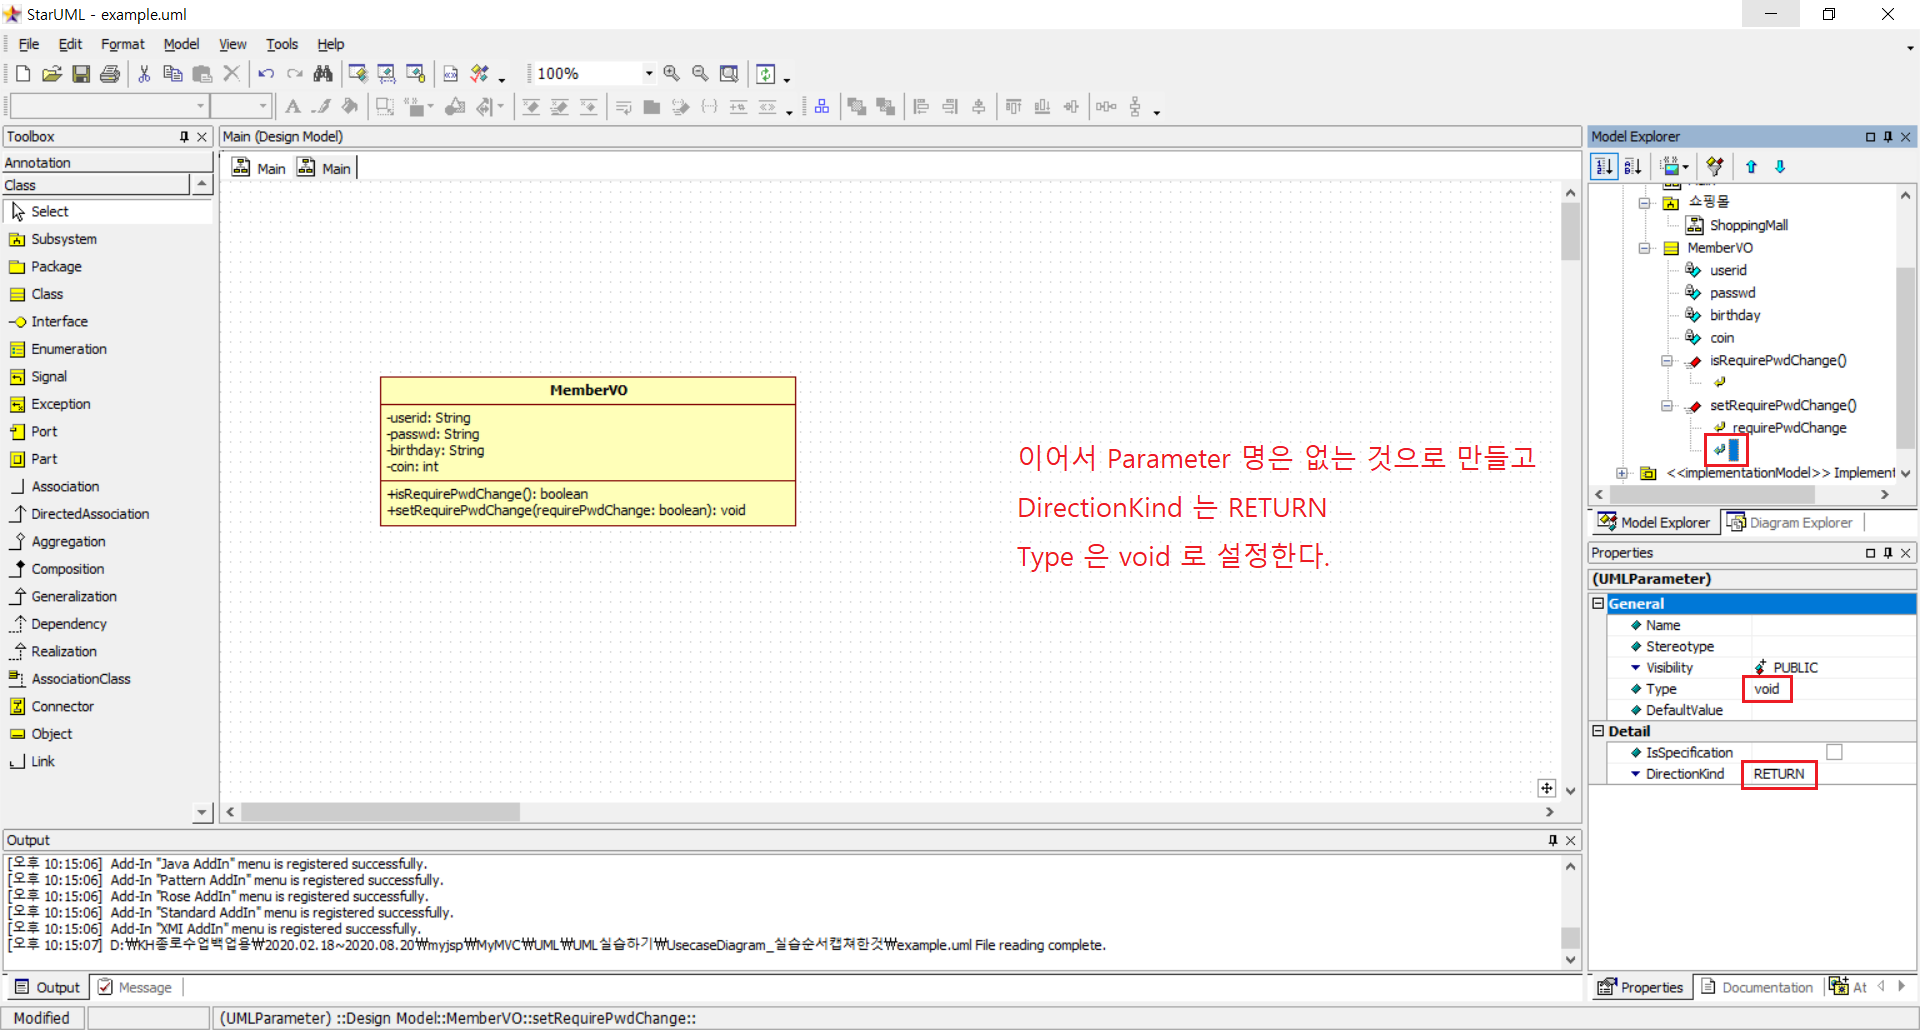 StarUML - example.uml
File Edit Format Model View Tools Help
100%
Toolbox
Annotation
Class
Select
Subsystem
Package
Class
Interface
Enumeration
Signal
Exception
Port
Part
Association
DirectedAssociation
Aggregation
Composition
Generalization
Dependency
Realization
AssociationClass
Connector
Object
Link
Main (Design Model)
Main Main
MemberVO
-userid: String
-passwd: String
-birthday: String
-coin: int
+isRequirePwdChange(): boolean
+setRequirePwdChange(requirePwdChange: boolean): void
이어서 Parameter 명은 없는 것으로 만들고
DirectionKind 는 RETURN
Type 은 void 로 설정한다.
Model Explorer
쇼핑몰
ShoppingMall
MemberVO
userid
passwd
birthday
coin
isRequirePwdChange()
setRequirePwdChange()
requirePwdChange
<<implementationModel>> Implement
Model Explorer Diagram Explorer
Properties
(UMLParameter)
General
Name
Stereotype
Visibility PUBLIC
Type void
DefaultValue
Detail
IsSpecification
DirectionKind RETURN
Properties Documentation At
Output
[오후 10:15:06] Add-In "Java AddIn" menu is registered successfully.
[오후 10:15:06] Add-In "Pattern AddIn" menu is registered successfully.
[오후 10:15:06] Add-In "Rose AddIn" menu is registered successfully.
[오후 10:15:06] Add-In "Standard AddIn" menu is registered successfully.
[오후 10:15:06] Add-In "XMI AddIn" menu is registered successfully.
[오후 10:15:07] D:₩KH종로수업백업용₩2020.02.18~2020.08.20₩myjsp₩MyMVC₩UML₩UML실습하기₩UsecaseDiagram_실습순서캡쳐한것₩example.uml File reading complete.
Output Message
Modified (UMLParameter) ::Design Model::MemberVO::setRequirePwdChange::